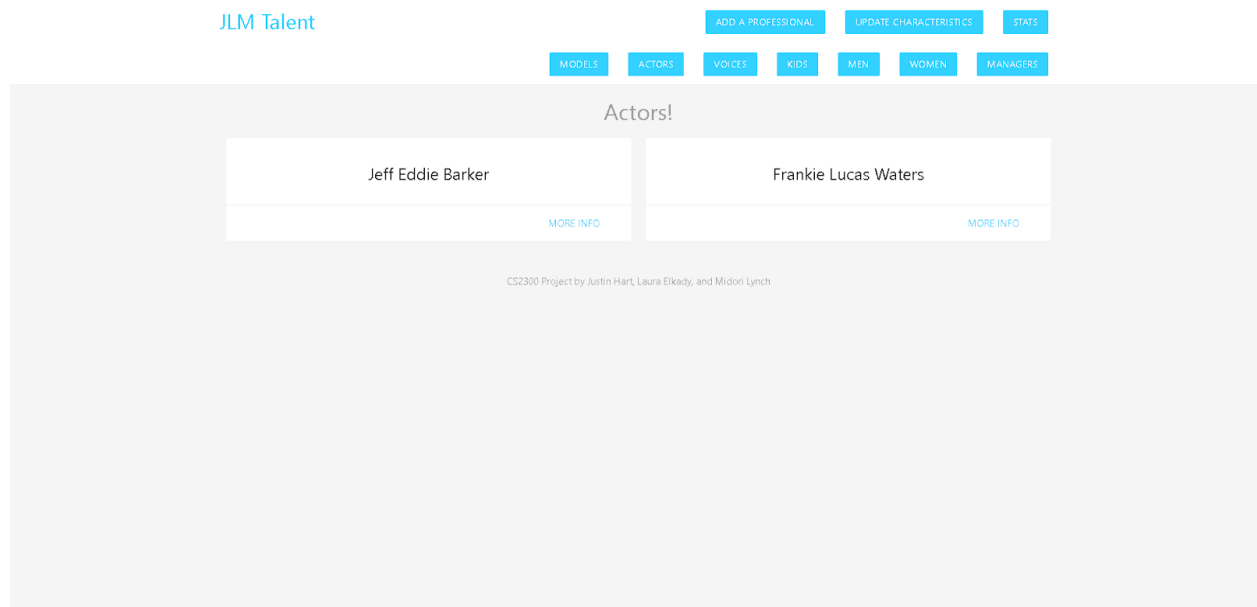 JLM Talent
ADD A PROFESSIONAL UPDATE CHARACTERISTICS STATS
MODELS ACTORS VOICES KIDS MEN WOMEN MANAGERS
Actors!
Jeff Eddie Barker
MORE INFO
Frankie Lucas Waters
MORE INFO
CS2300 Project by Justin Hart, Laura Elkady, and Midori Lynch